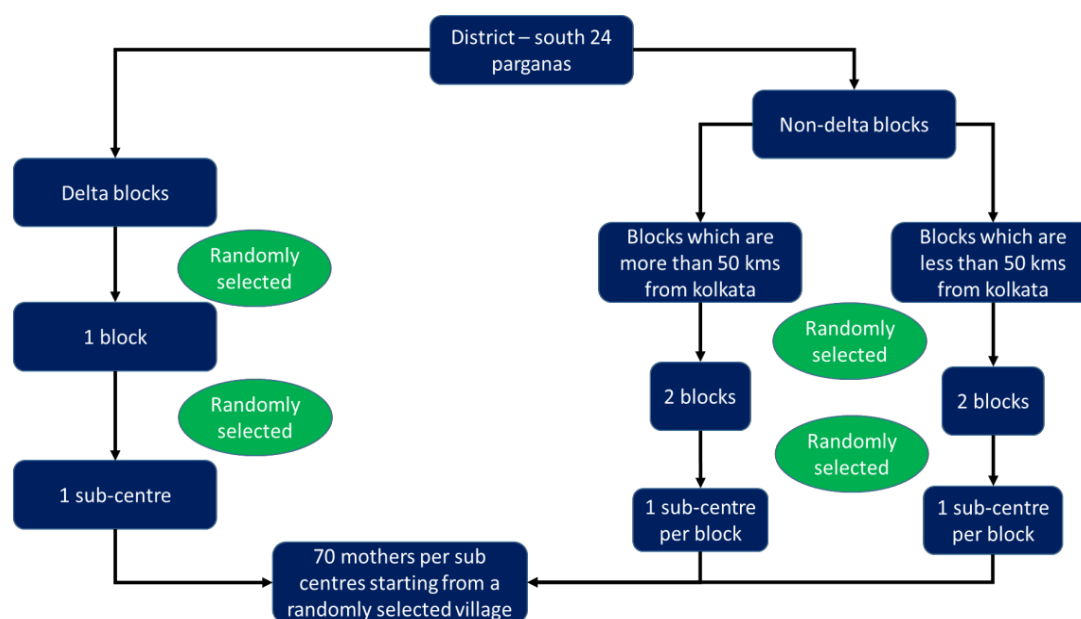 District – south 24
parganas
Non-delta blocks
Delta blocks
Randomly
selected
Blocks which are
more than 50 kms
from kolkata
Blocks which are
less than 50 kms
from kolkata
1 block
Randomly
selected
2 blocks
2 blocks
Randomly
selected
Randomly
selected
1 sub-centre
1 sub-centre
per block
1 sub-centre
per block
70 mothers per sub
centres starting from a
randomly selected village